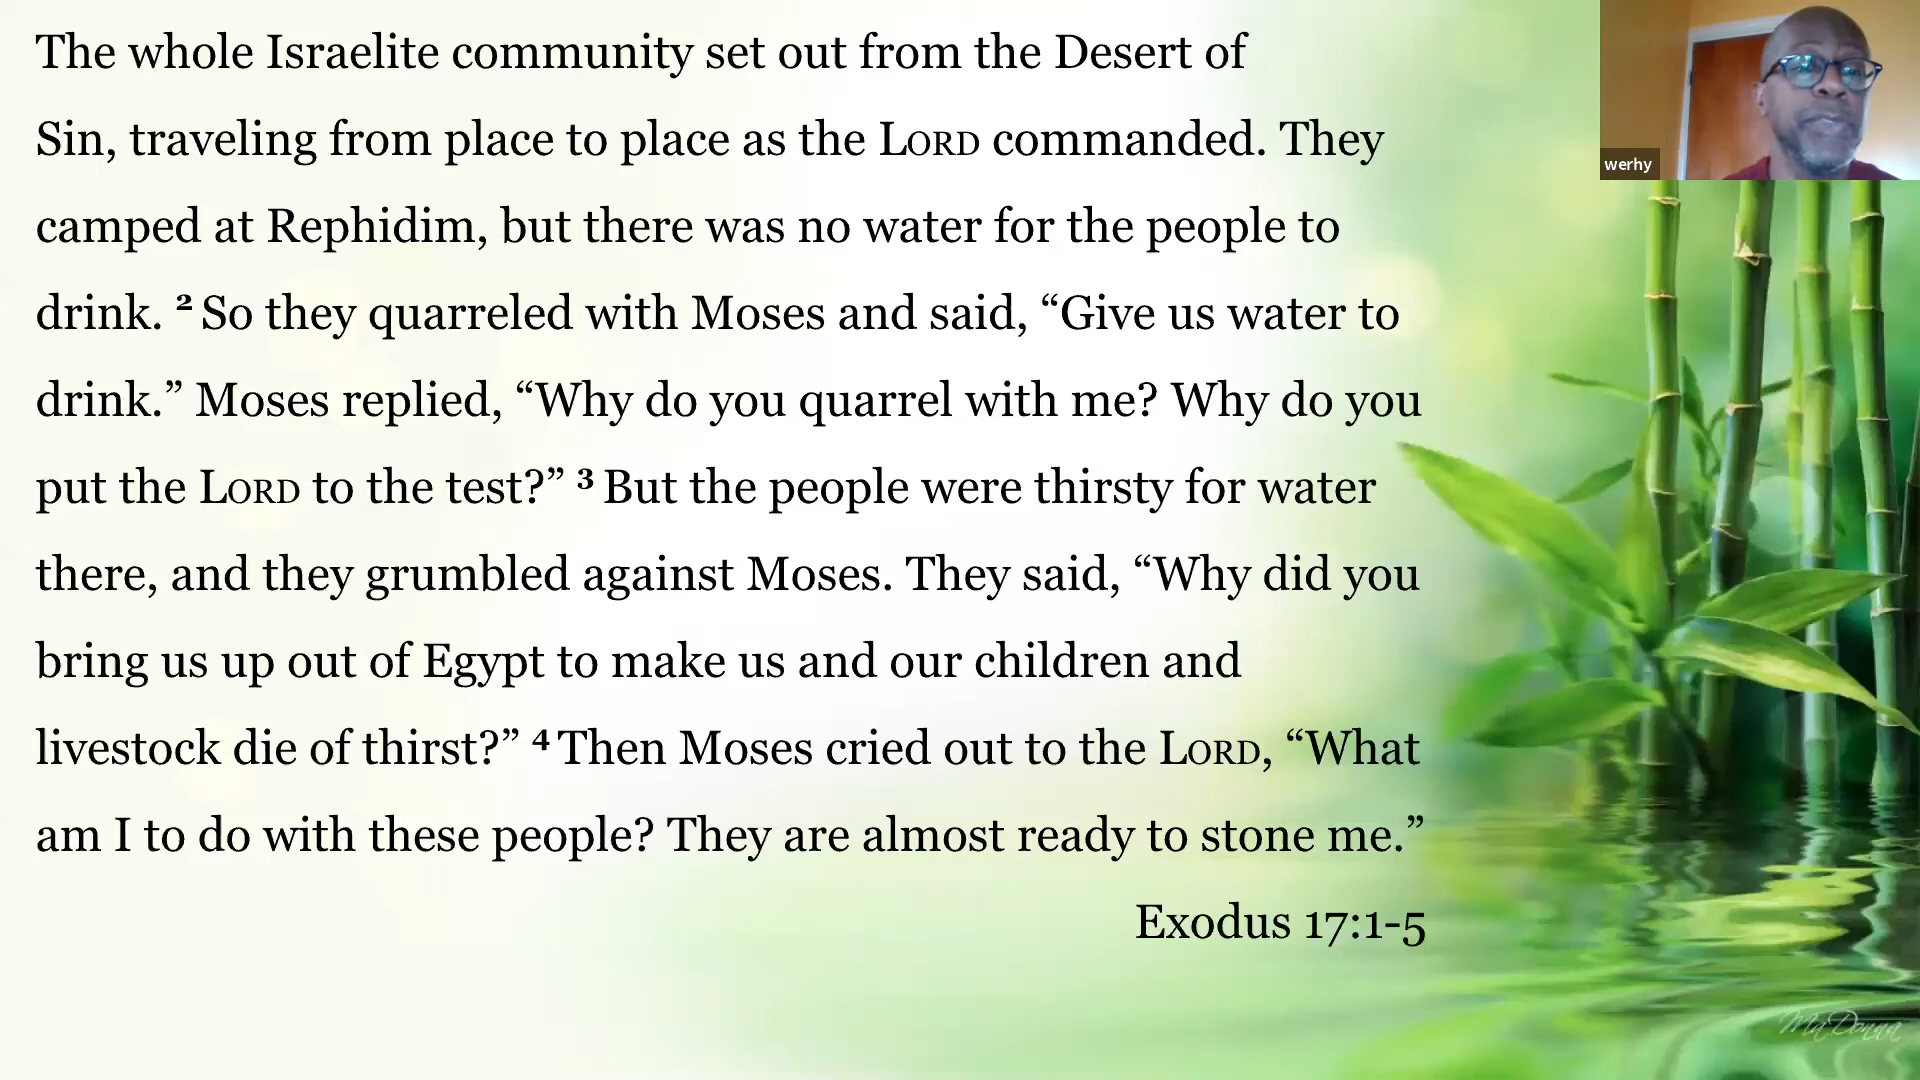 The whole Israelite community set out from the Desert of
Sin, traveling from place to place as the LORD commanded. They
camped at Rephidim, but there was no water for the people to
drink. ² So they quarreled with Moses and said, “Give us water to
drink.” Moses replied, “Why do you quarrel with me? Why do you
put the LORD to the test?” ³ But the people were thirsty for water
there, and they grumbled against Moses. They said, “Why did you
bring us up out of Egypt to make us and our children and
livestock die of thirst?” ⁴ Then Moses cried out to the LORD, “What
am I to do with these people? They are almost ready to stone me.”
Exodus 17:1-5
werhy
MaDonna